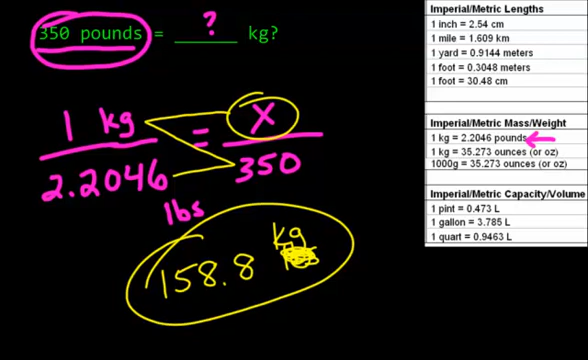 350 pounds = ? kg?
1 kg = X
2.2046 350
lbs
158.8 kg
Imperial/Metric Lengths
1 inch = 2.54 cm
1 mile = 1.609 km
1 yard = 0.9144 meters
1 foot = 0.3048 meters
1 foot = 30.48 cm
Imperial/Metric Mass/Weight
1 kg = 2.2046 pounds
1 kg = 35.273 ounces (or oz)
1000g = 35.273 ounces (or oz)
Imperial/Metric Capacity/Volume
1 pint = 0.473 L
1 gallon = 3.785 L
1 quart = 0.9463 L